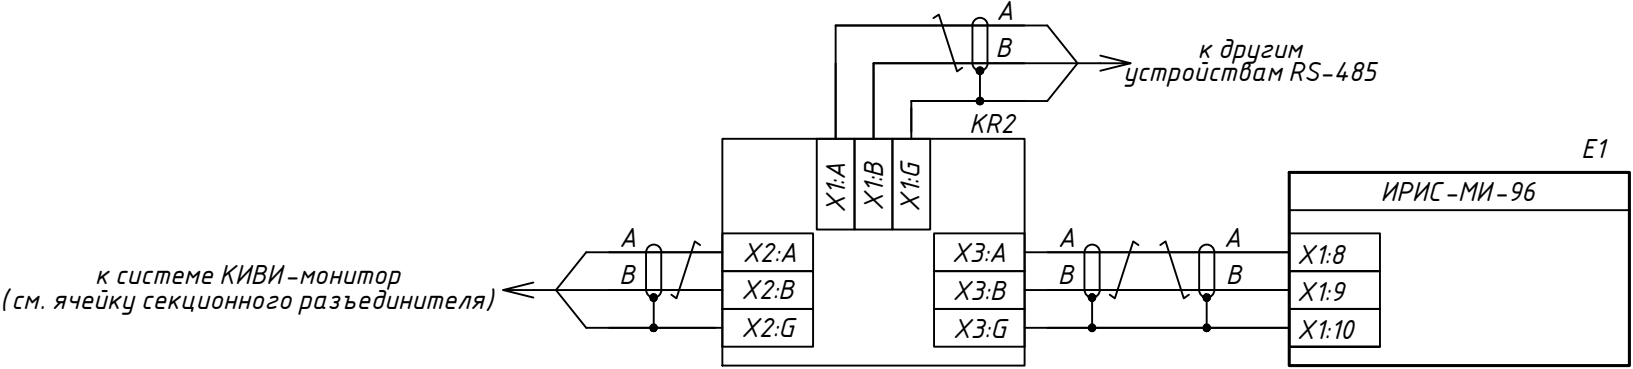 A
B
к другим
устройствам RS-485
KR2
E1
X1:A
X1:B
X1:G
ИРИС-МИ-96
A
X2:A
X3:A
A
A
X1:8
к системе КИВИ-монитор
B
X2:B
X3:B
B
B
X1:9
(см. ячейку секционного разъединителя)
X2:G
X3:G
X1:10